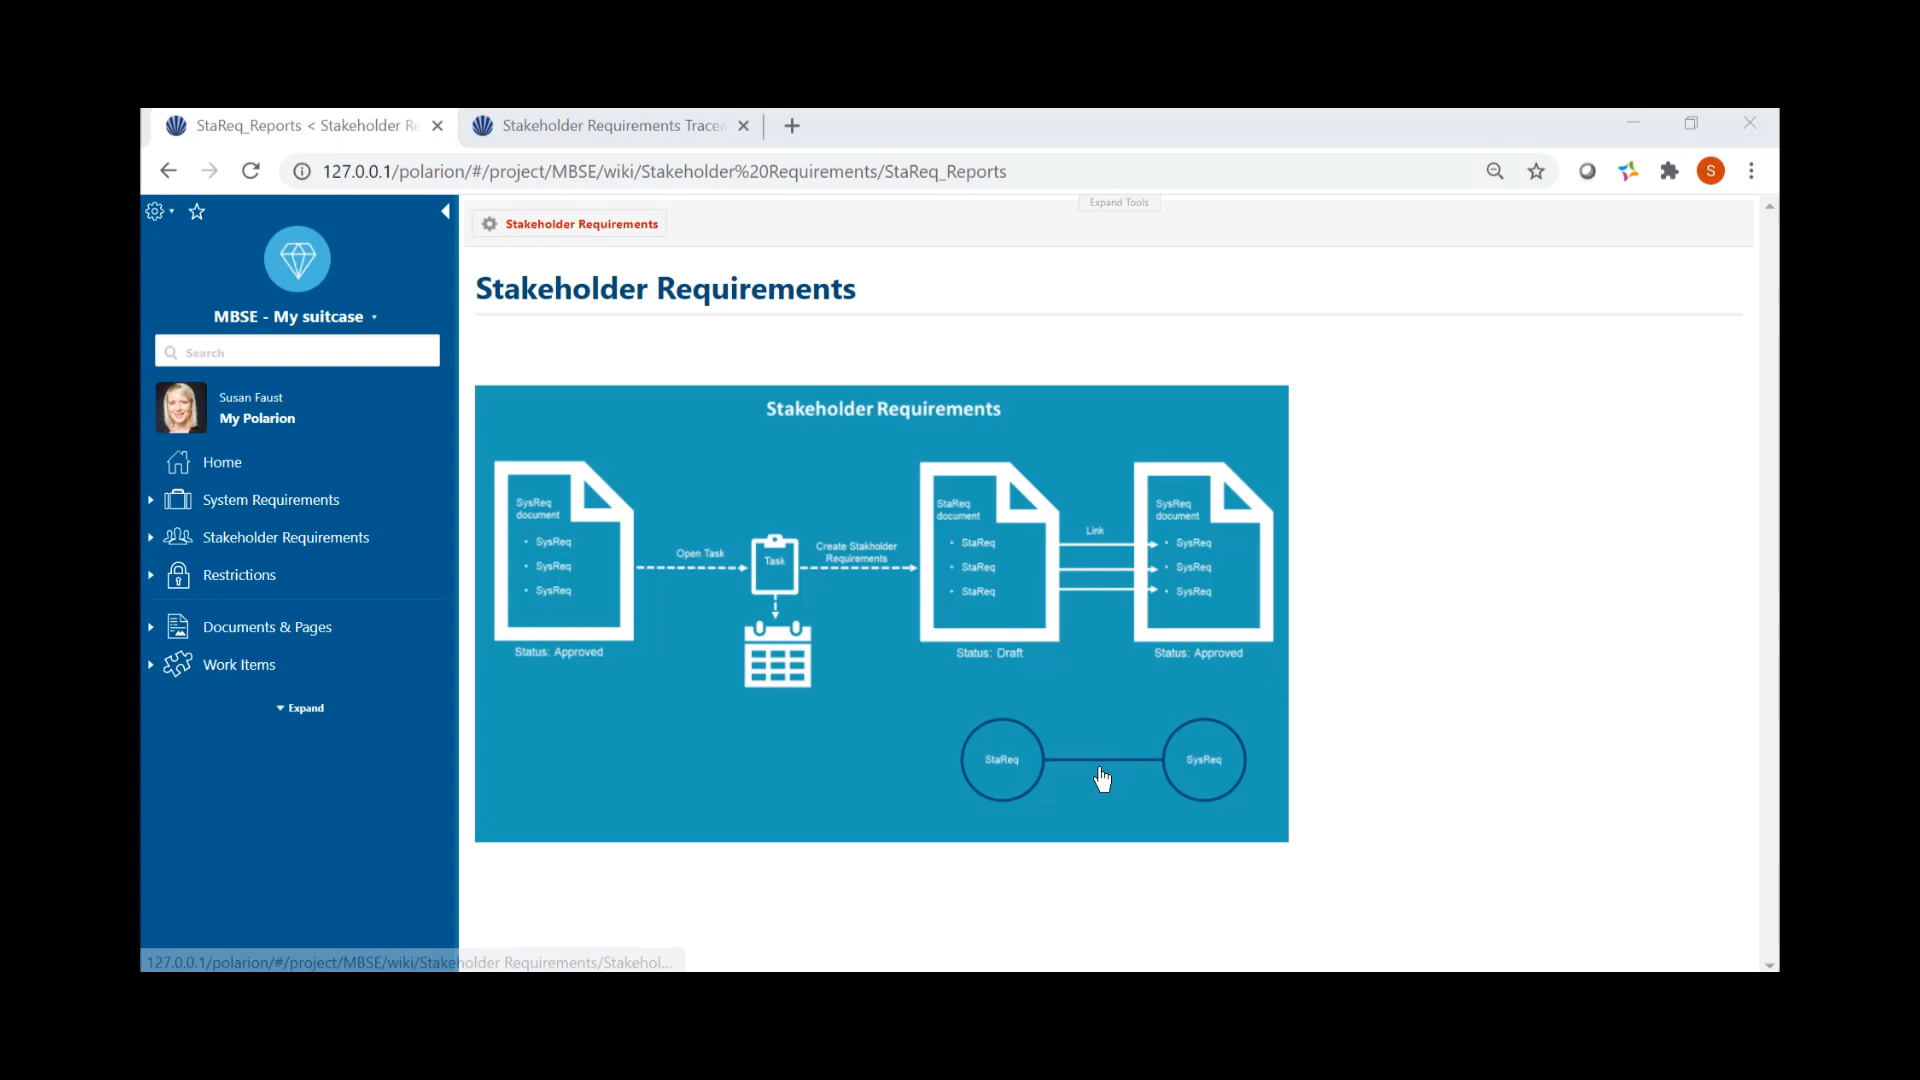 StaReq_Reports < Stakeholder Re
Stakeholder Requirements Tracea
127.0.0.1/polarion/#/project/MBSE/wiki/Stakeholder%20Requirements/StaReq_Reports
S
Expand Tools
Stakeholder Requirements
MBSE - My suitcase
Search
Susan Faust
My Polarion
Home
System Requirements
Stakeholder Requirements
Restrictions
Documents & Pages
Work Items
Expand
Stakeholder Requirements
Stakeholder Requirements
SysReq
document
• SysReq
• SysReq
• SysReq
Status: Approved
Open Task
Task
Create Stakholder
Requirements
StaReq
document
• StaReq
• StaReq
• StaReq
Status: Draft
Link
SysReq
document
• SysReq
• SysReq
• SysReq
Status: Approved
StaReq
SysReq
127.0.0.1/polarion/#/project/MBSE/wiki/Stakeholder Requirements/Stakehol...